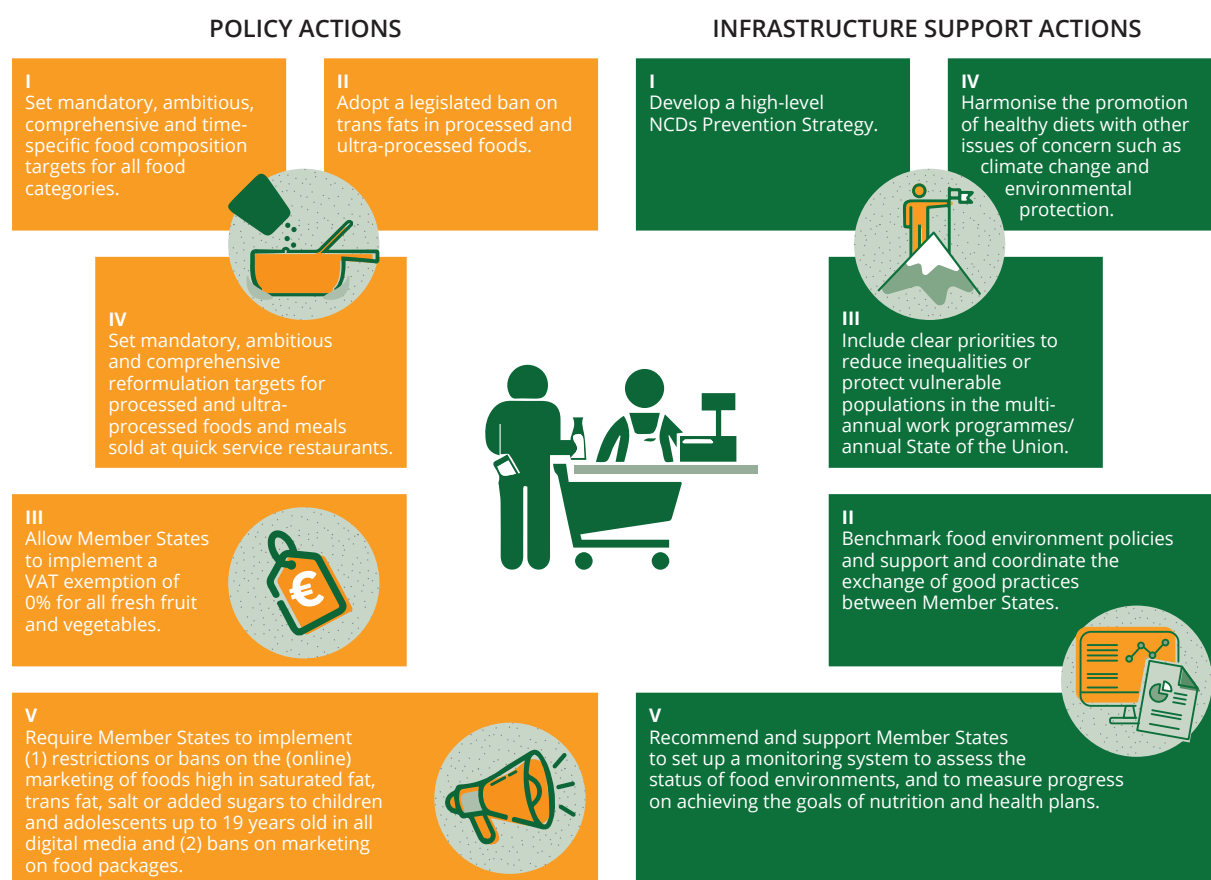 POLICY ACTIONS
I
Set mandatory, ambitious,
comprehensive and time-
specific food composition
targets for all food
categories.
II
Adopt a legislated ban on
trans fats in processed and
ultra-processed foods.
IV
Set mandatory, ambitious
and comprehensive
reformulation targets for
processed and ultra-
processed foods and meals
sold at quick service restaurants.
III
Allow Member States
to implement a
VAT exemption of
0% for all fresh fruit
and vegetables.
€
V
Require Member States to implement
(1) restrictions or bans on the (online)
marketing of foods high in saturated fat,
trans fat, salt or added sugars to children
and adolescents up to 19 years old in all
digital media and (2) bans on marketing
on food packages.
INFRASTRUCTURE SUPPORT ACTIONS
I
Develop a high-level
NCDs Prevention Strategy.
IV
Harmonise the promotion
of healthy diets with other
issues of concern such as
climate change and
environmental
protection.
III
Include clear priorities to
reduce inequalities or
protect vulnerable
populations in the multi-
annual work programmes/
annual State of the Union.
II
Benchmark food environment policies
and support and coordinate the
exchange of good practices
between Member States.
V
Recommend and support Member States
to set up a monitoring system to assess the
status of food environments, and to measure progress
on achieving the goals of nutrition and health plans.